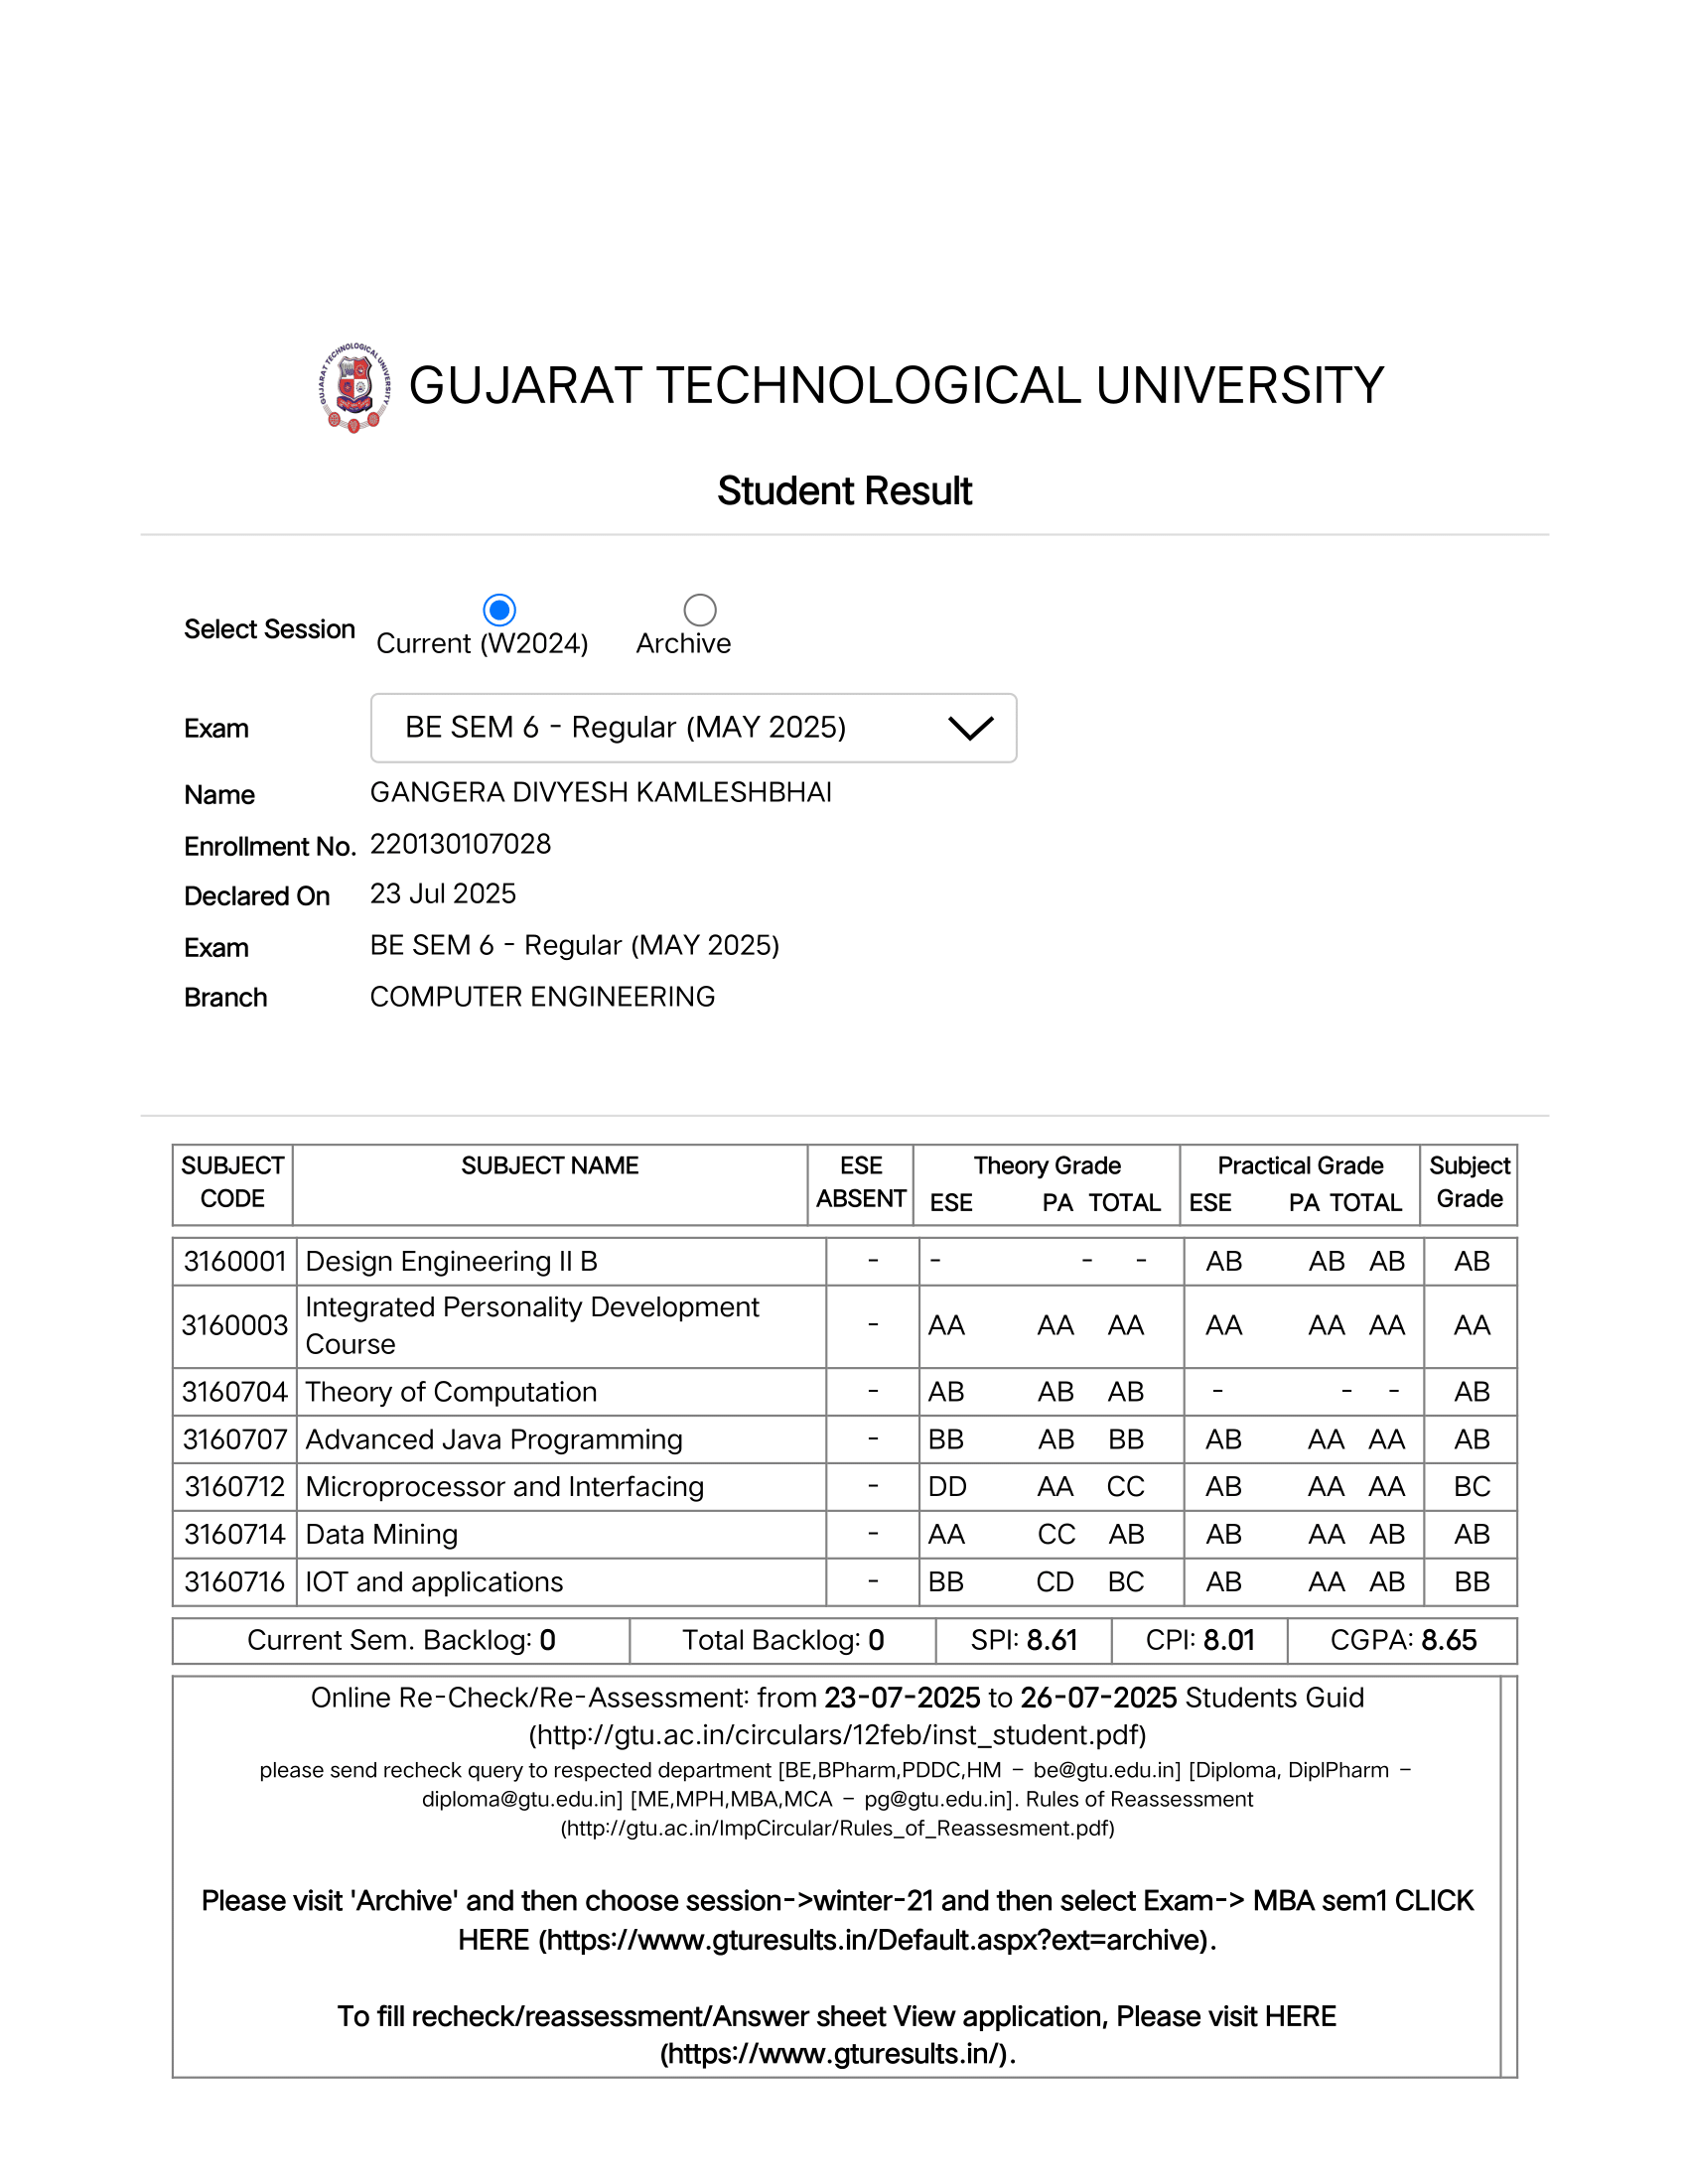 GUJARAT TECHNOLOGICAL UNIVERSITY
GUJARAT TECHNOLOGICAL UNIVERSITY
Student Result
Select Session
Current (W2024) Archive
Exam BE SEM 6 - Regular (MAY 2025)
Name GANGERA DIVYESH KAMLESHBHAI
Enrollment No. 220130107028
Declared On 23 Jul 2025
Exam BE SEM 6 - Regular (MAY 2025)
Branch COMPUTER ENGINEERING
SUBJECT SUBJECT NAME ESE Theory Grade Practical Grade Subject
CODE ABSENT ESE PA TOTAL ESE PA TOTAL Grade
3160001 Design Engineering II B - - - - AB AB AB AB
Integrated Personality Development
3160003 - AA AA AA AA AA AA AA
Course
3160704 Theory of Computation - AB AB AB - - - AB
3160707 Advanced Java Programming - BB AB BB AB AA AA AB
3160712 Microprocessor and Interfacing - DD AA CC AB AA AA BC
3160714 Data Mining - AA CC AB AB AA AB AB
3160716 IOT and applications - BB CD BC AB AA AB BB
Current Sem. Backlog: 0 Total Backlog: 0 SPI: 8.61 CPI: 8.01 CGPA: 8.65
Online Re-Check/Re-Assessment: from 23-07-2025 to 26-07-2025 Students Guid
(http://gtu.ac.in/circulars/12feb/inst_student.pdf)
please send recheck query to respected department [BE,BPharm,PDDC,HM – be@gtu.edu.in] [Diploma, DiplPharm –
diploma@gtu.edu.in] [ME,MPH,MBA,MCA – pg@gtu.edu.in]. Rules of Reassessment
(http://gtu.ac.in/ImpCircular/Rules_of_Reassesment.pdf)
Please visit 'Archive' and then choose session->winter-21 and then select Exam-> MBA sem1 CLICK
HERE (https://www.gturesults.in/Default.aspx?ext=archive).
To fill recheck/reassessment/Answer sheet View application, Please visit HERE
(https://www.gturesults.in/).